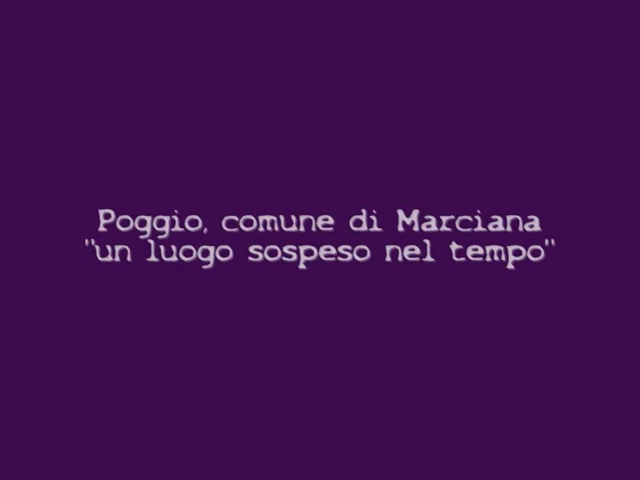 Poggio, comune di Marciana
"un luogo sospeso nel tempo"